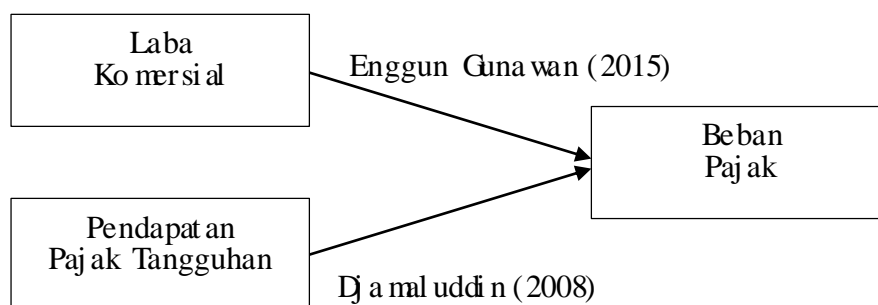 Laba
Komersial
Enggun Gunawan (2015)
Beban
Pajak
Pendapatan
Pajak Tangguhan
Djamaluddin (2008)